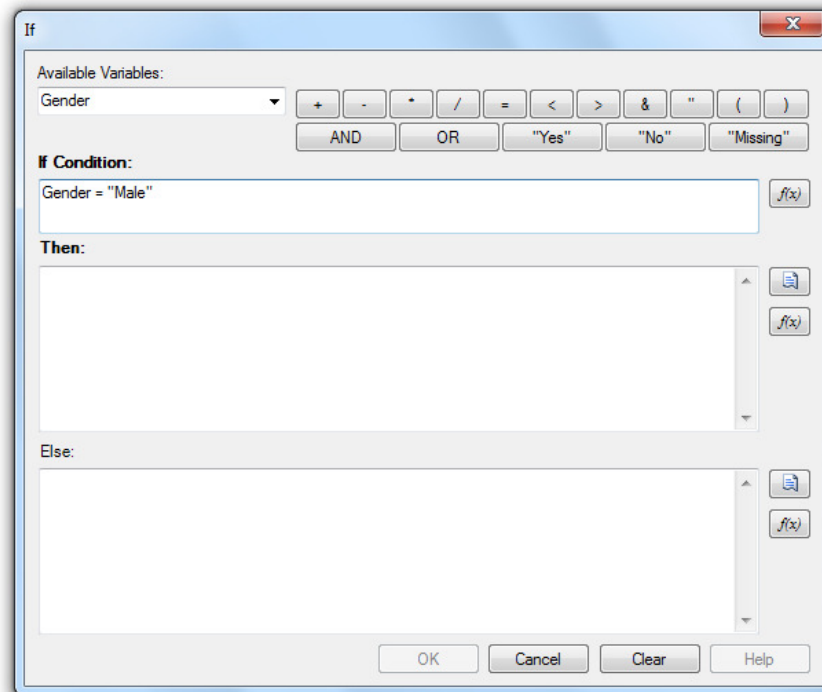 If
Available Variables:
Gender
+ - * / = < > & " ( )
AND OR "Yes" "No" "Missing"
If Condition:
Gender = "Male"
f(x)
Then:
f(x)
Else:
f(x)
OK Cancel Clear Help